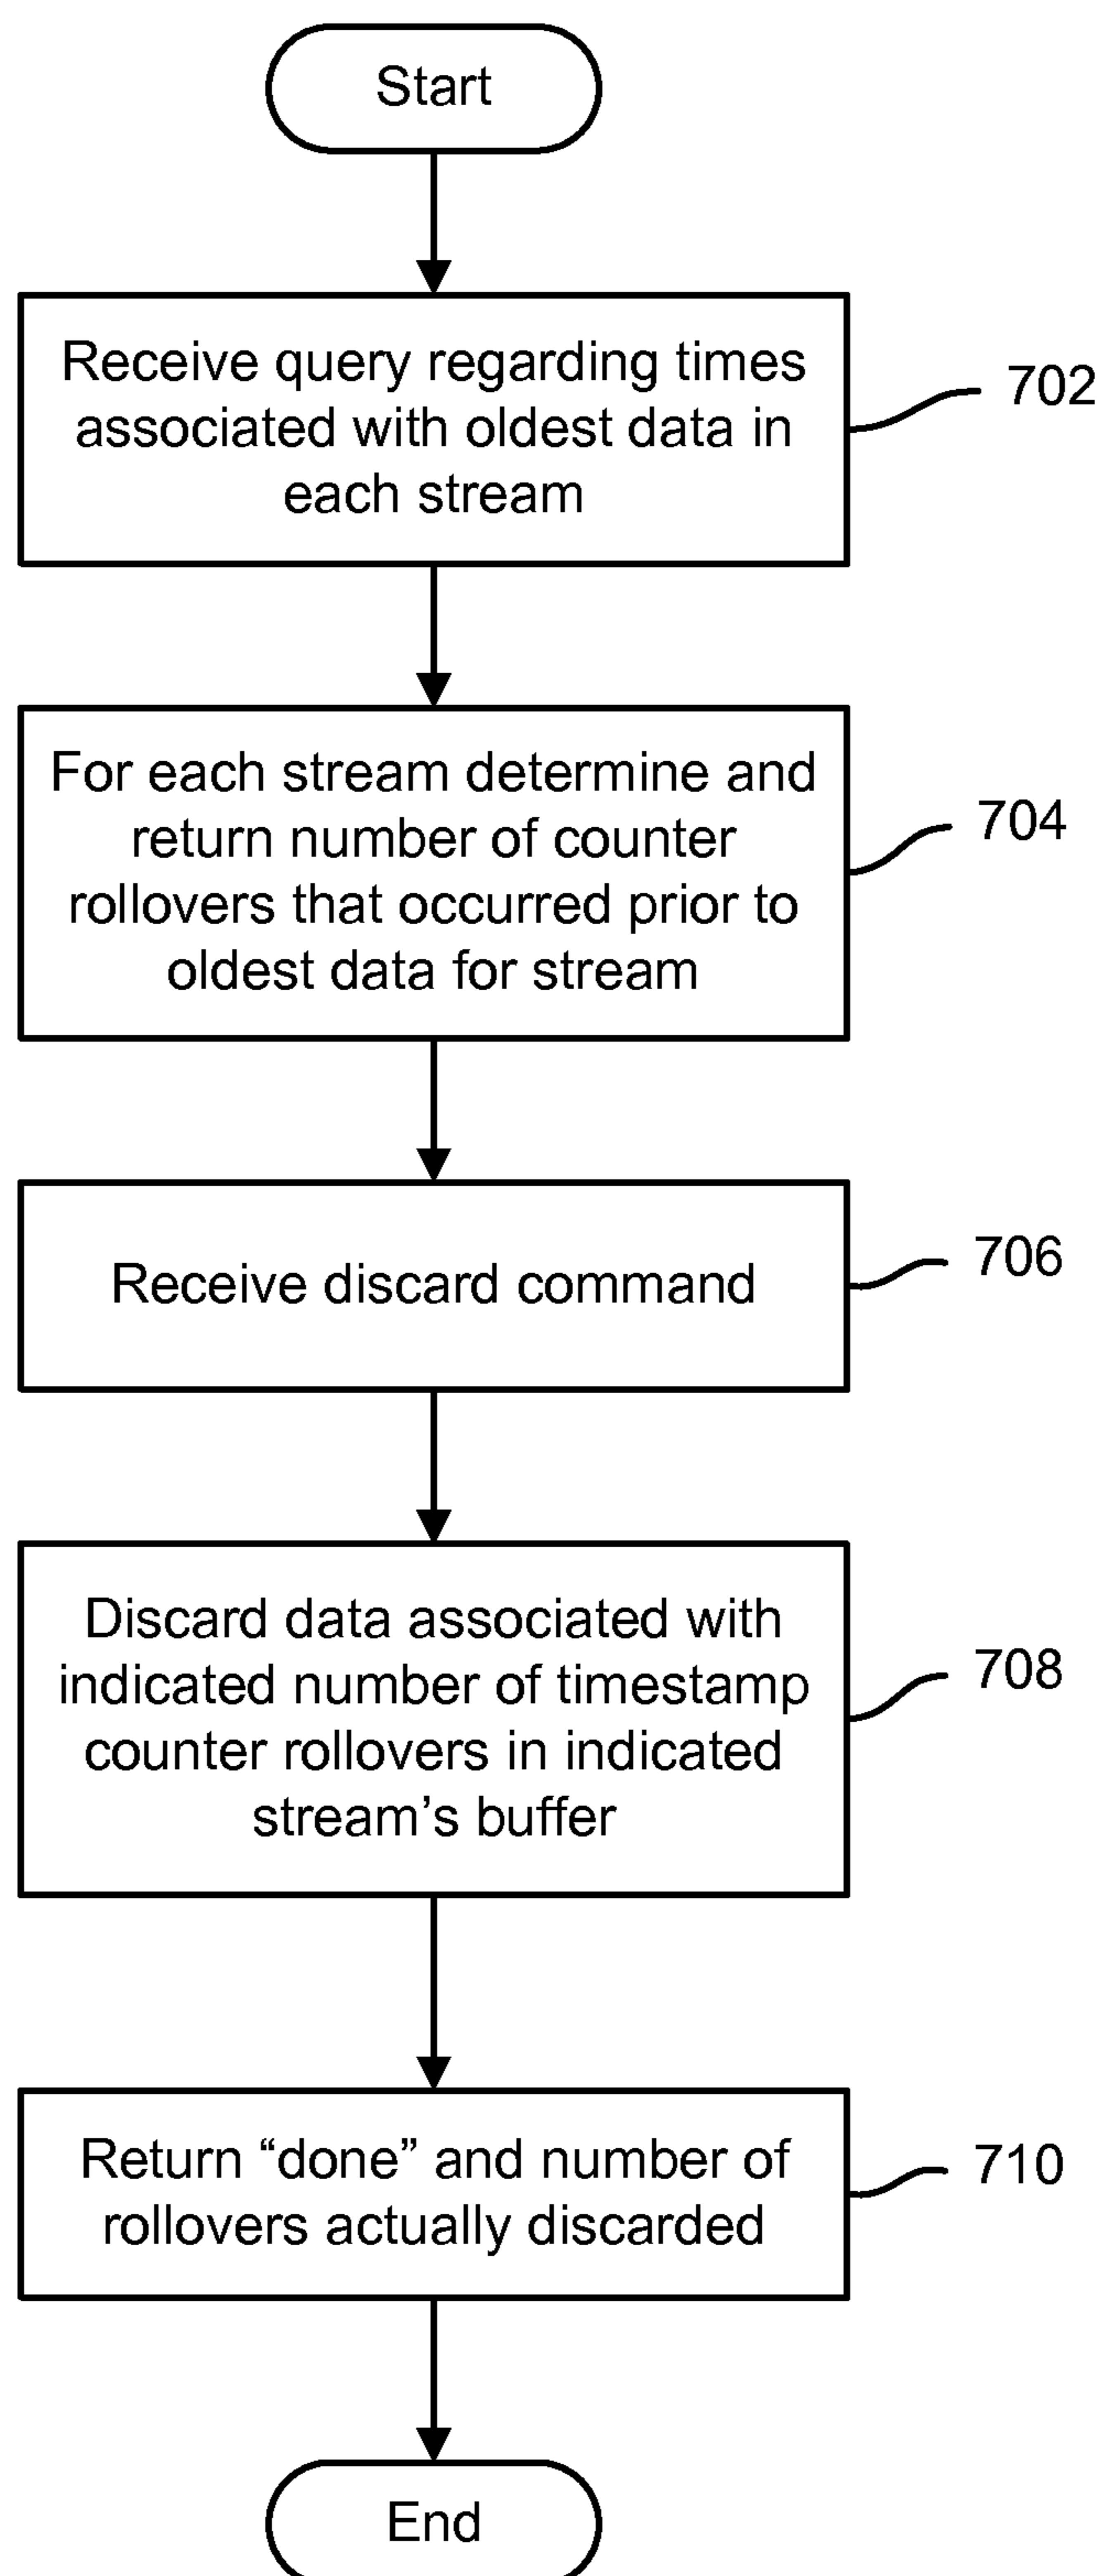 Start
Receive query regarding times
associated with oldest data in
each stream
702
For each stream determine and
return number of counter
rollovers that occurred prior to
oldest data for stream
704
Receive discard command
706
Discard data associated with
indicated number of timestamp
counter rollovers in indicated
stream’s buffer
708
Return “done” and number of
rollovers actually discarded
710
End